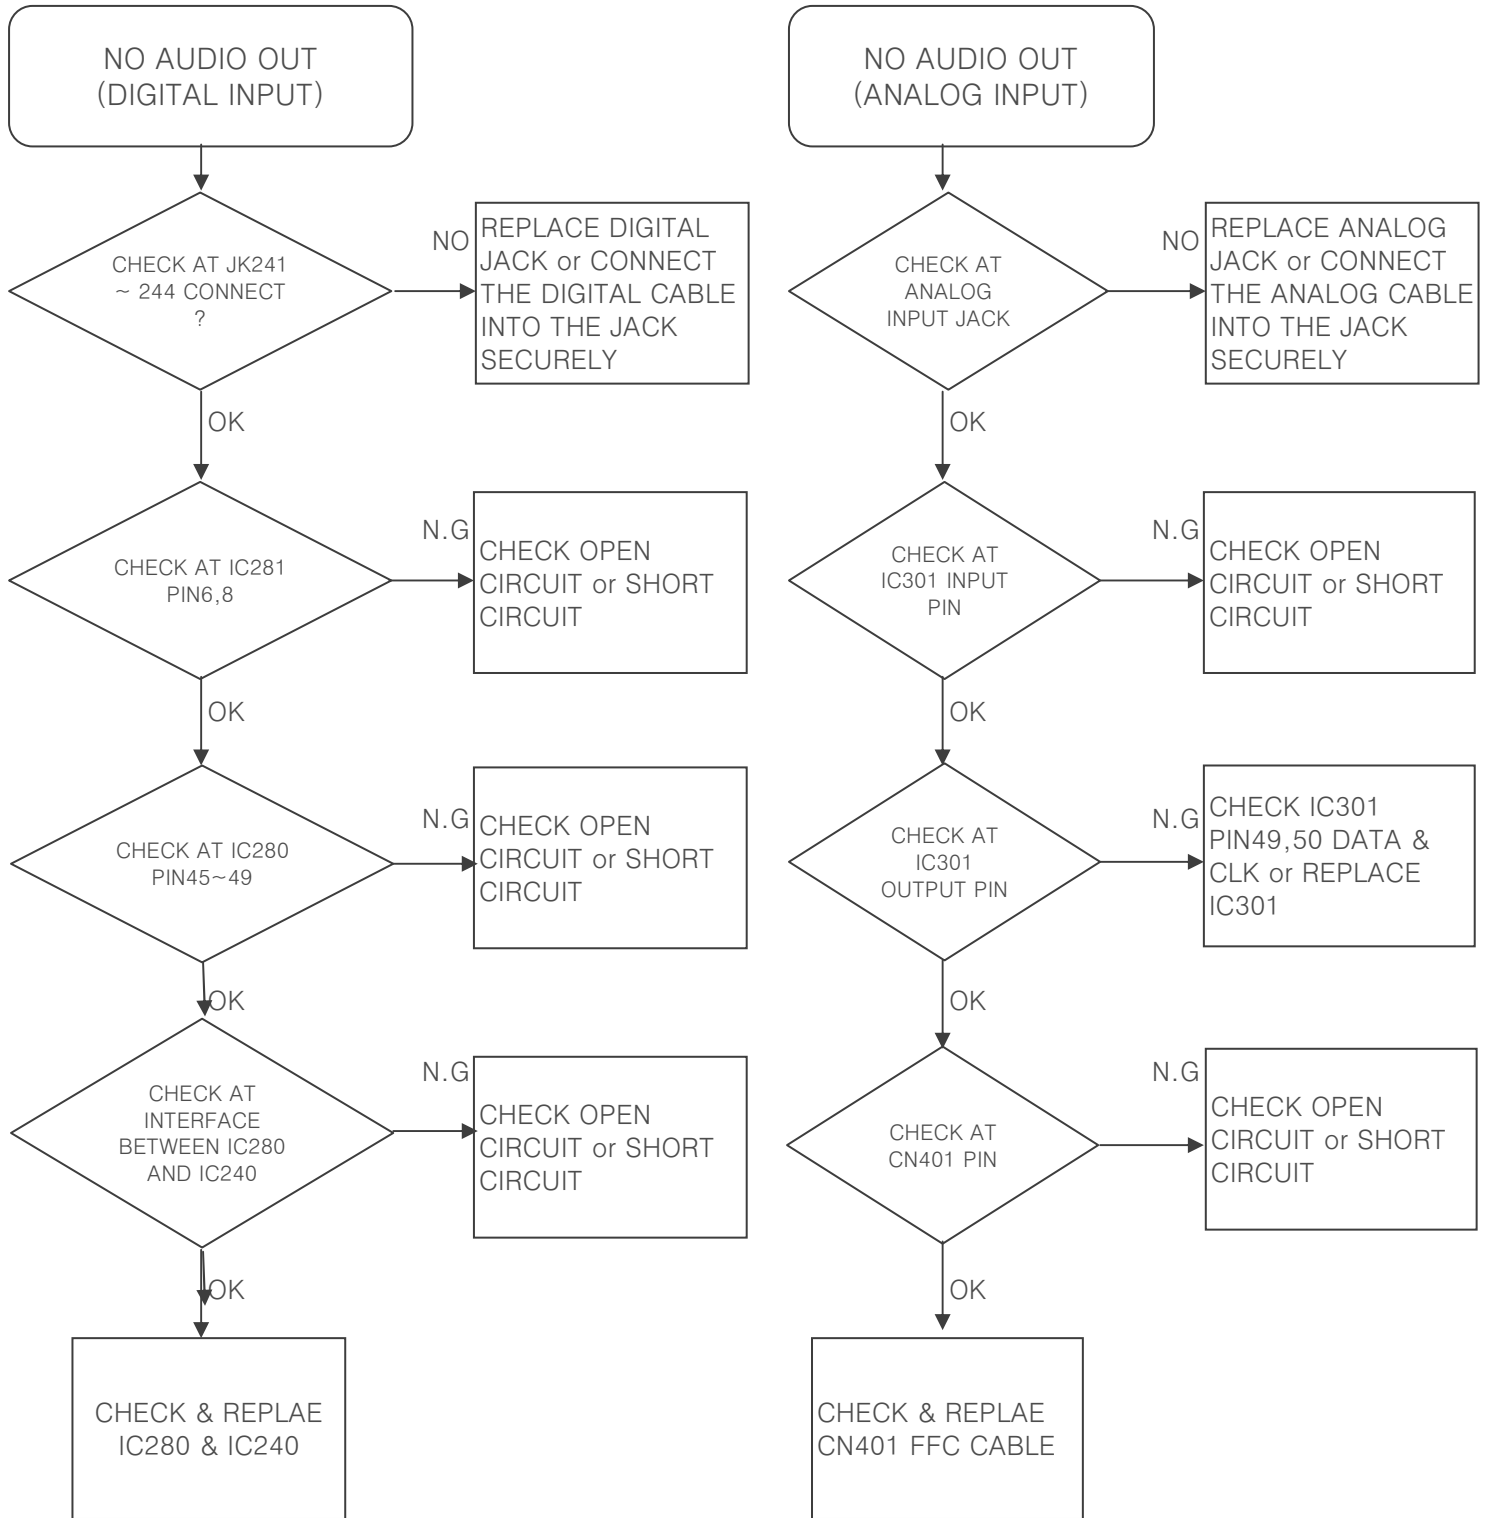 NO AUDIO OUT
(DIGITAL INPUT)
CHECK AT JK241
~ 244 CONNECT
?
NO
REPLACE DIGITAL
JACK or CONNECT
THE DIGITAL CABLE
INTO THE JACK
SECURELY
OK
CHECK AT IC281
PIN6,8
N.G
CHECK OPEN
CIRCUIT or SHORT
CIRCUIT
OK
CHECK AT IC280
PIN45~49
N.G
CHECK OPEN
CIRCUIT or SHORT
CIRCUIT
OK
CHECK AT
INTERFACE
BETWEEN IC280
AND IC240
N.G
CHECK OPEN
CIRCUIT or SHORT
CIRCUIT
OK
CHECK & REPLAE
IC280 & IC240
NO AUDIO OUT
(ANALOG INPUT)
CHECK AT
ANALOG
INPUT JACK
NO
REPLACE ANALOG
JACK or CONNECT
THE ANALOG CABLE
INTO THE JACK
SECURELY
OK
CHECK AT
IC301 INPUT
PIN
N.G
CHECK OPEN
CIRCUIT or SHORT
CIRCUIT
OK
CHECK AT
IC301
OUTPUT PIN
N.G
CHECK IC301
PIN49,50 DATA &
CLK or REPLACE
IC301
OK
CHECK AT
CN401 PIN
N.G
CHECK OPEN
CIRCUIT or SHORT
CIRCUIT
OK
CHECK & REPLAE
CN401 FFC CABLE